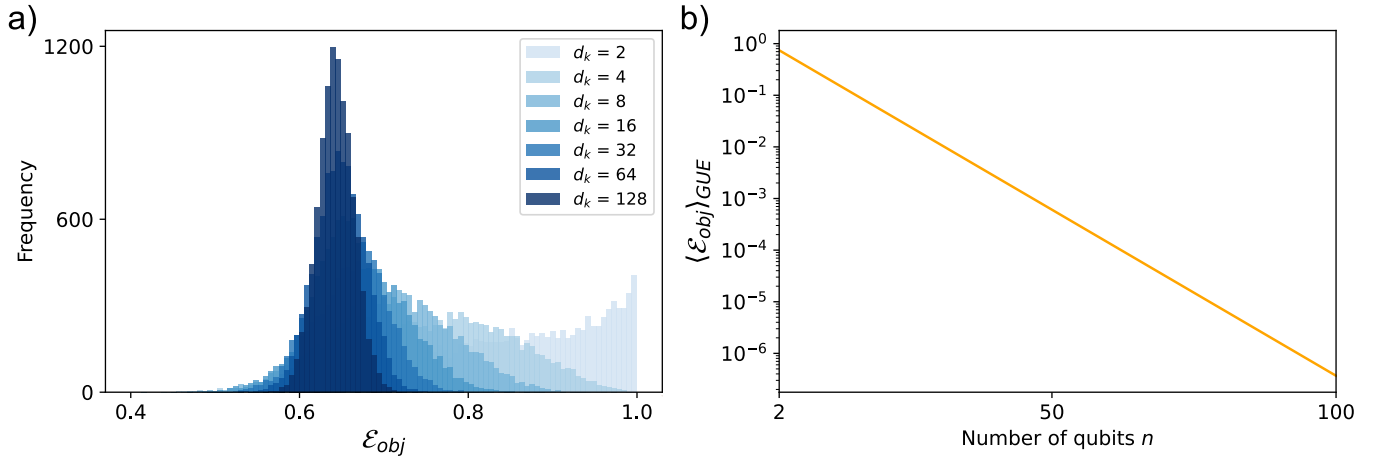 a)
1200
600
0
Frequency
0.4
0.6
0.8
1.0
ℰ_obj
d_k = 2
d_k = 4
d_k = 8
d_k = 16
d_k = 32
d_k = 64
d_k = 128
b)
10^0
10^-1
10^-2
10^-3
10^-4
10^-5
10^-6
⟨ℰ_obj⟩_GUE
2
50
100
Number of qubits n